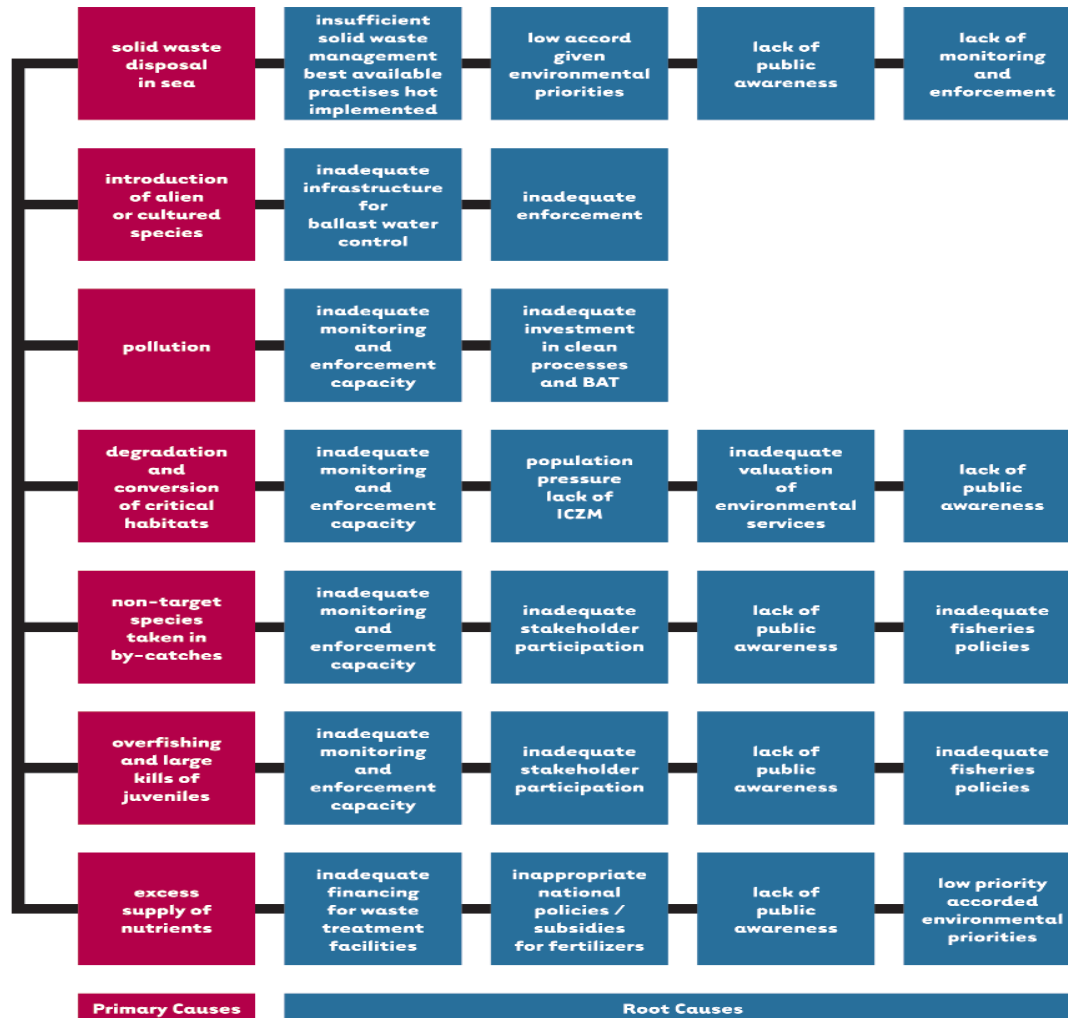 solid waste
disposal
in sea
insufficient
solid waste
management
best available
practises hot
implemented
low accord
given
environmental
priorities
lack of
public
awareness
lack of
monitoring
and
enforcement
introduction
of alien
or cultured
species
inadequate
infrastructure
for
ballast water
control
inadequate
enforcement
pollution
inadequate
monitoring
and
enforcement
capacity
inadequate
investment
in clean
processes
and BAT
degradation
and
conversion
of critical
habitats
inadequate
monitoring
and
enforcement
capacity
population
pressure
lack of
ICZM
inadequate
valuation
of
environmental
services
lack of
public
awareness
non-target
species
taken in
by-catches
inadequate
monitoring
and
enforcement
capacity
inadequate
stakeholder
participation
lack of
public
awareness
inadequate
fisheries
policies
overfishing
and large
kills of
juveniles
inadequate
monitoring
and
enforcement
capacity
inadequate
stakeholder
participation
lack of
public
awareness
inadequate
fisheries
policies
excess
supply of
nutrients
inadequate
financing
for waste
treatment
facilities
inappropriate
national
policies /
subsidies
for fertilizers
lack of
public
awareness
low priority
accorded
environmental
priorities
Primary Causes
Root Causes